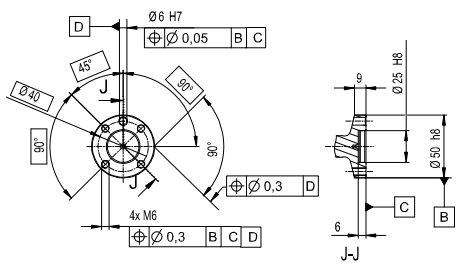 D
Ø 6 H7
⌖ Ø 0,05 B C
45°
J
90°
Ø 40
90°
90°
J
4x M6
⌖ Ø 0,3 D
⌖ Ø 0,3 B C D
9
Ø 25 H8
Ø 50 h8
6
C
B
J-J